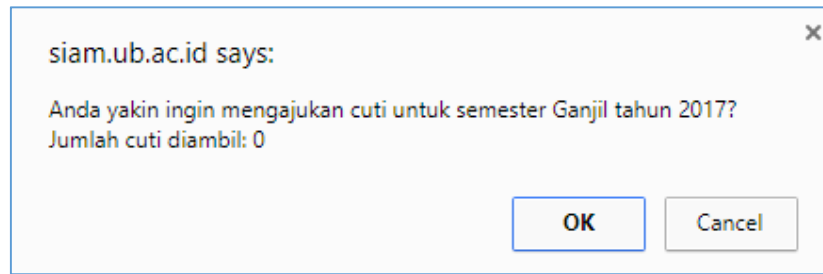 siam.ub.ac.id says:
Anda yakin ingin mengajukan cuti untuk semester Ganjil tahun 2017?
Jumlah cuti diambil: 0
OK
Cancel